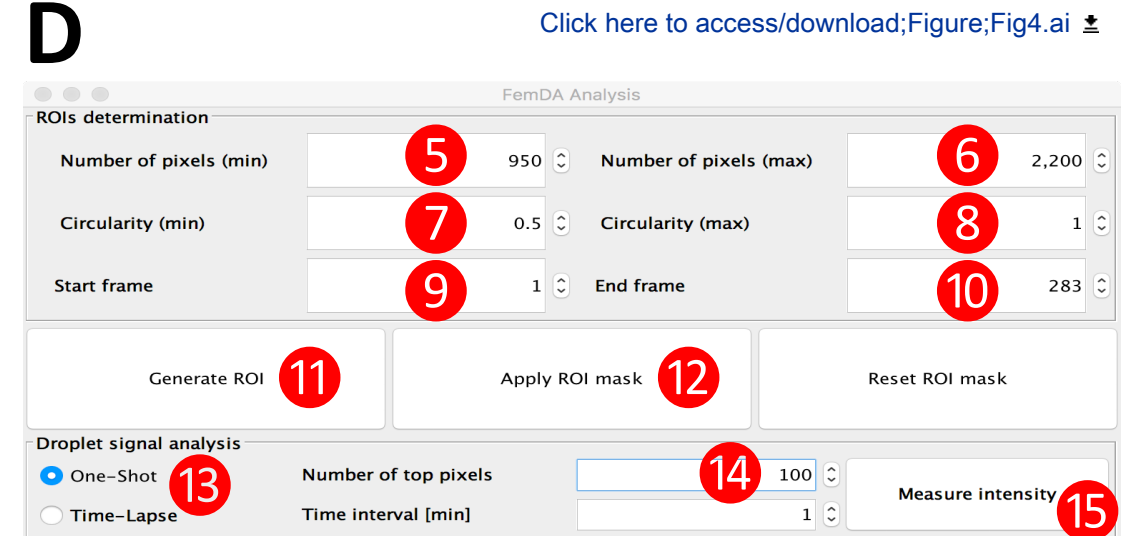 D
Click here to access/download;Figure;Fig4.ai
FemDA Analysis
ROIs determination
Number of pixels (min) 5 950 Number of pixels (max) 6 2,200
Circularity (min) 7 0.5 Circularity (max) 8 1
Start frame 9 1 End frame 10 283
Generate ROI 11 Apply ROI mask 12 Reset ROI mask
Droplet signal analysis
One-Shot 13 Number of top pixels 14 100 Measure intensity 15
Time-Lapse Time interval [min] 1